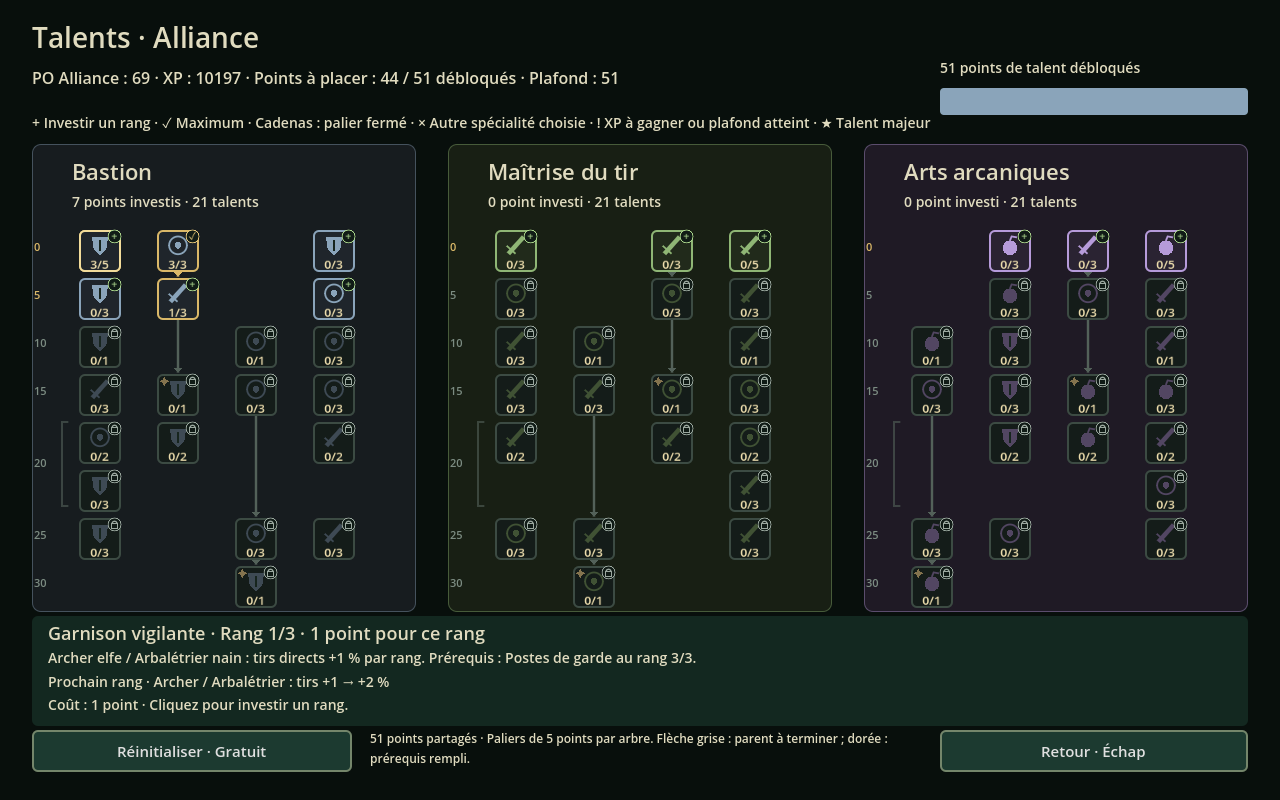 Talents · Alliance
PO Alliance : 69 · XP : 10197 · Points à placer : 44 / 51 débloqués · Plafond : 51
51 points de talent débloqués
+ Investir un rang · ✓ Maximum · Cadenas : palier fermé · × Autre spécialité choisie · ! XP à gagner ou plafond atteint · ★ Talent majeur
Bastion
7 points investis · 21 talents
0
3/5 3/3 0/3
5
0/3 1/3 0/3
10
0/1 0/1 0/3
15
0/3 0/1 0/3 0/3
20
0/2 0/2 0/2
0/3
25
0/3 0/3 0/3
30
0/1
Maîtrise du tir
0 point investi · 21 talents
0
0/3 0/3 0/5
5
0/3 0/3 0/3
10
0/3 0/1 0/1
15
0/3 0/3 0/1 0/3
20
0/2 0/2 0/2
0/3
25
0/3 0/3 0/3
30
0/1
Arts arcaniques
0 point investi · 21 talents
0
0/3 0/3 0/5
5
0/3 0/3 0/3
10
0/1 0/3 0/1
15
0/3 0/3 0/1 0/3
20
0/2 0/2 0/2
0/3
25
0/3 0/3 0/3
30
0/1
Garnison vigilante · Rang 1/3 · 1 point pour ce rang
Archer elfe / Arbalétrier nain : tirs directs +1 % par rang. Prérequis : Postes de garde au rang 3/3.
Prochain rang · Archer / Arbalétrier : tirs +1 → +2 %
Coût : 1 point · Cliquez pour investir un rang.
Réinitialiser · Gratuit
51 points partagés · Paliers de 5 points par arbre. Flèche grise : parent à terminer ; dorée :
prérequis rempli.
Retour · Échap